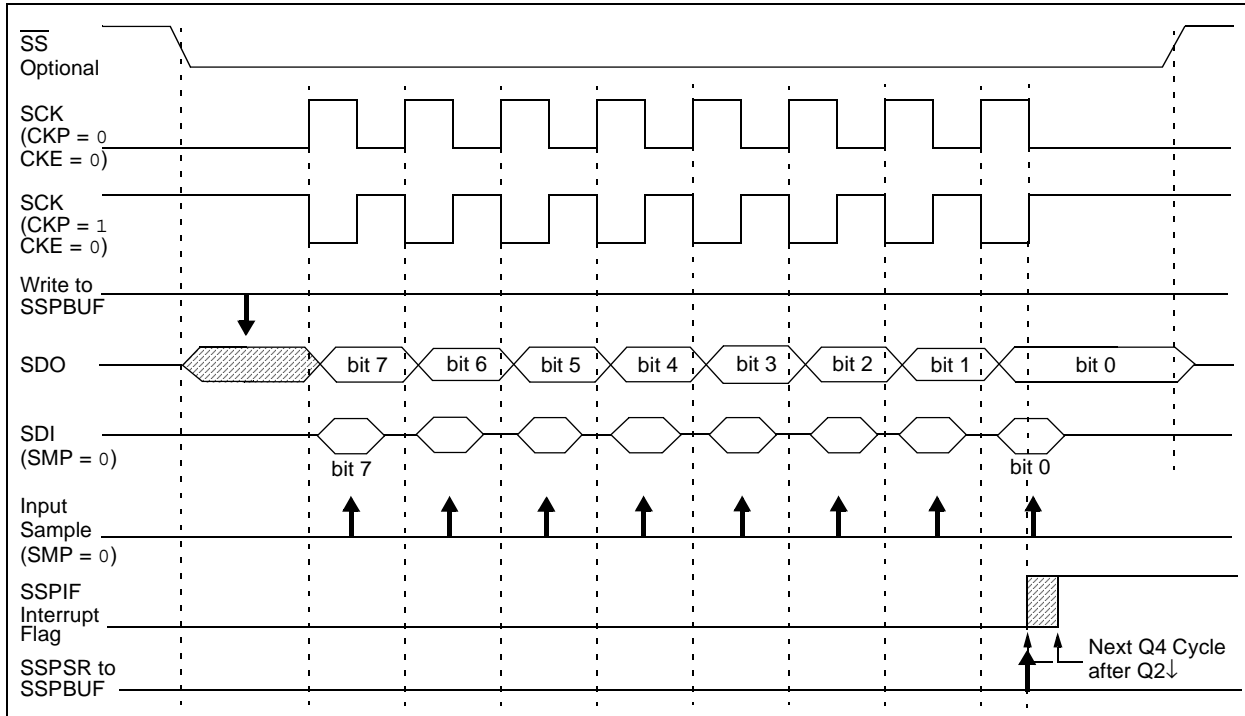 SS
Optional
SCK
(CKP = 0
CKE = 0)
SCK
(CKP = 1
CKE = 0)
Write to
SSPBUF
SDO
bit 7
bit 6
bit 5
bit 4
bit 3
bit 2
bit 1
bit 0
SDI
(SMP = 0)
bit 7
bit 0
Input
Sample
(SMP = 0)
SSPIF
Interrupt
Flag
Next Q4 Cycle
after Q2↓
SSPSR to
SSPBUF